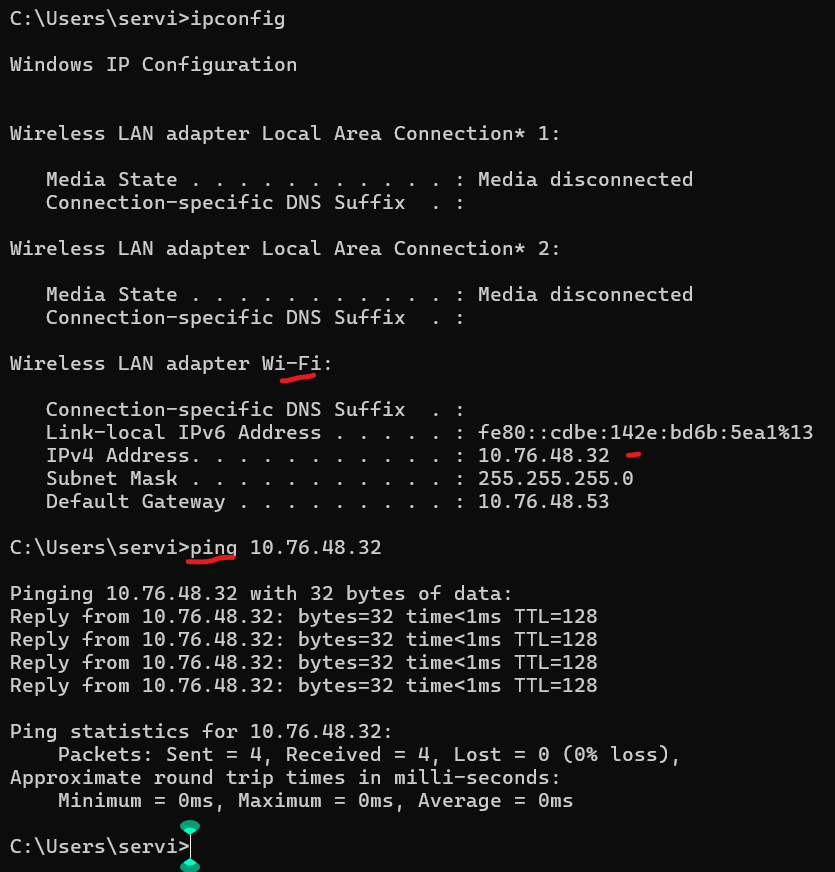 C:\Users\servi>ipconfig
Windows IP Configuration
Wireless LAN adapter Local Area Connection* 1:
Media State . . . . . . . . . . . : Media disconnected
Connection-specific DNS Suffix  . :
Wireless LAN adapter Local Area Connection* 2:
Media State . . . . . . . . . . . : Media disconnected
Connection-specific DNS Suffix  . :
Wireless LAN adapter Wi-Fi:
Connection-specific DNS Suffix  . :
Link-local IPv6 Address . . . . . : fe80::cdbe:142e:bd6b:5ea1%13
IPv4 Address. . . . . . . . . . . : 10.76.48.32
Subnet Mask . . . . . . . . . . . : 255.255.255.0
Default Gateway . . . . . . . . . : 10.76.48.53
C:\Users\servi>ping 10.76.48.32
Pinging 10.76.48.32 with 32 bytes of data:
Reply from 10.76.48.32: bytes=32 time<1ms TTL=128
Reply from 10.76.48.32: bytes=32 time<1ms TTL=128
Reply from 10.76.48.32: bytes=32 time<1ms TTL=128
Reply from 10.76.48.32: bytes=32 time<1ms TTL=128
Ping statistics for 10.76.48.32:
Packets: Sent = 4, Received = 4, Lost = 0 (0% loss),
Approximate round trip times in milli-seconds:
Minimum = 0ms, Maximum = 0ms, Average = 0ms
C:\Users\servi>